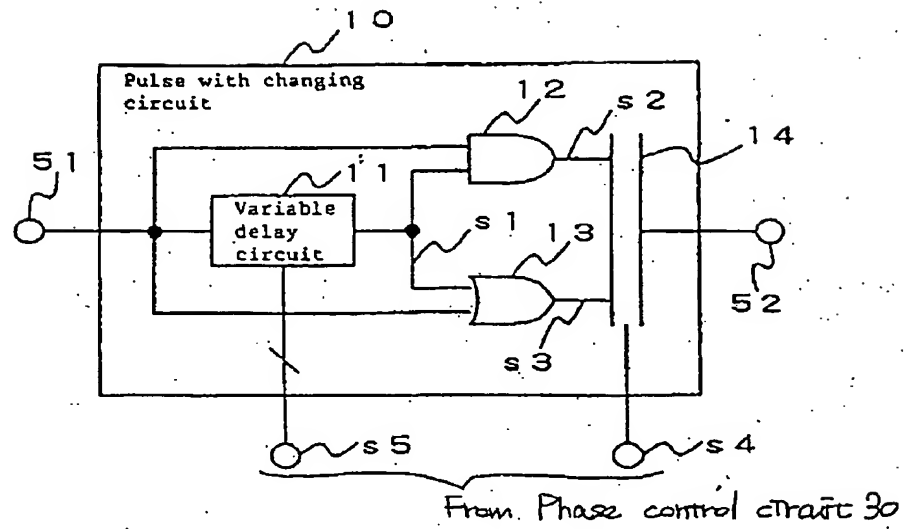 10
Pulse with changing
circuit
12
s2
14
51
11
Variable
delay
circuit
s1
13
52
s3
s5
s4
From Phase control circuit 30